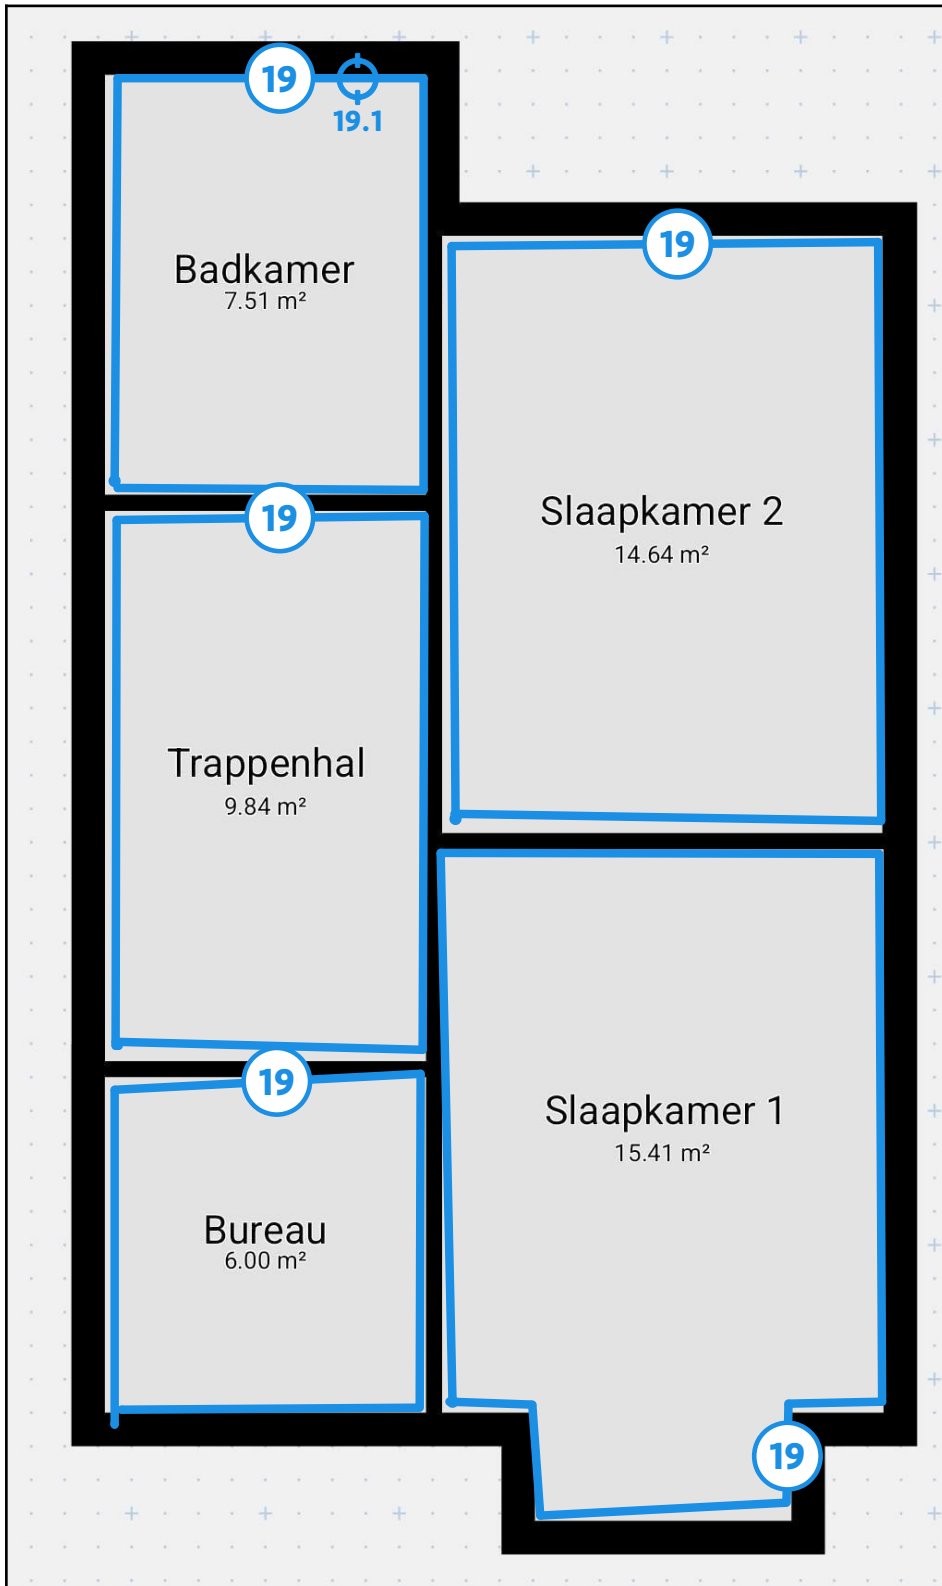 19
19.1
Badkamer
7.51 m²
19
Slaapkamer 2
14.64 m²
19
Trappenhal
9.84 m²
19
Bureau
6.00 m²
Slaapkamer 1
15.41 m²
19